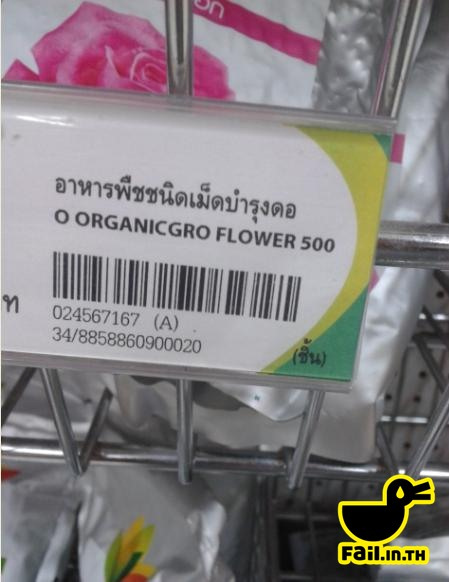 อาหารพืชชนิดเม็ดบำรุงดอ
O ORGANICGRO FLOWER 500
024567167 (A)
34/8858860900020
ท
(ชิ้น)
FaiL.in.TH